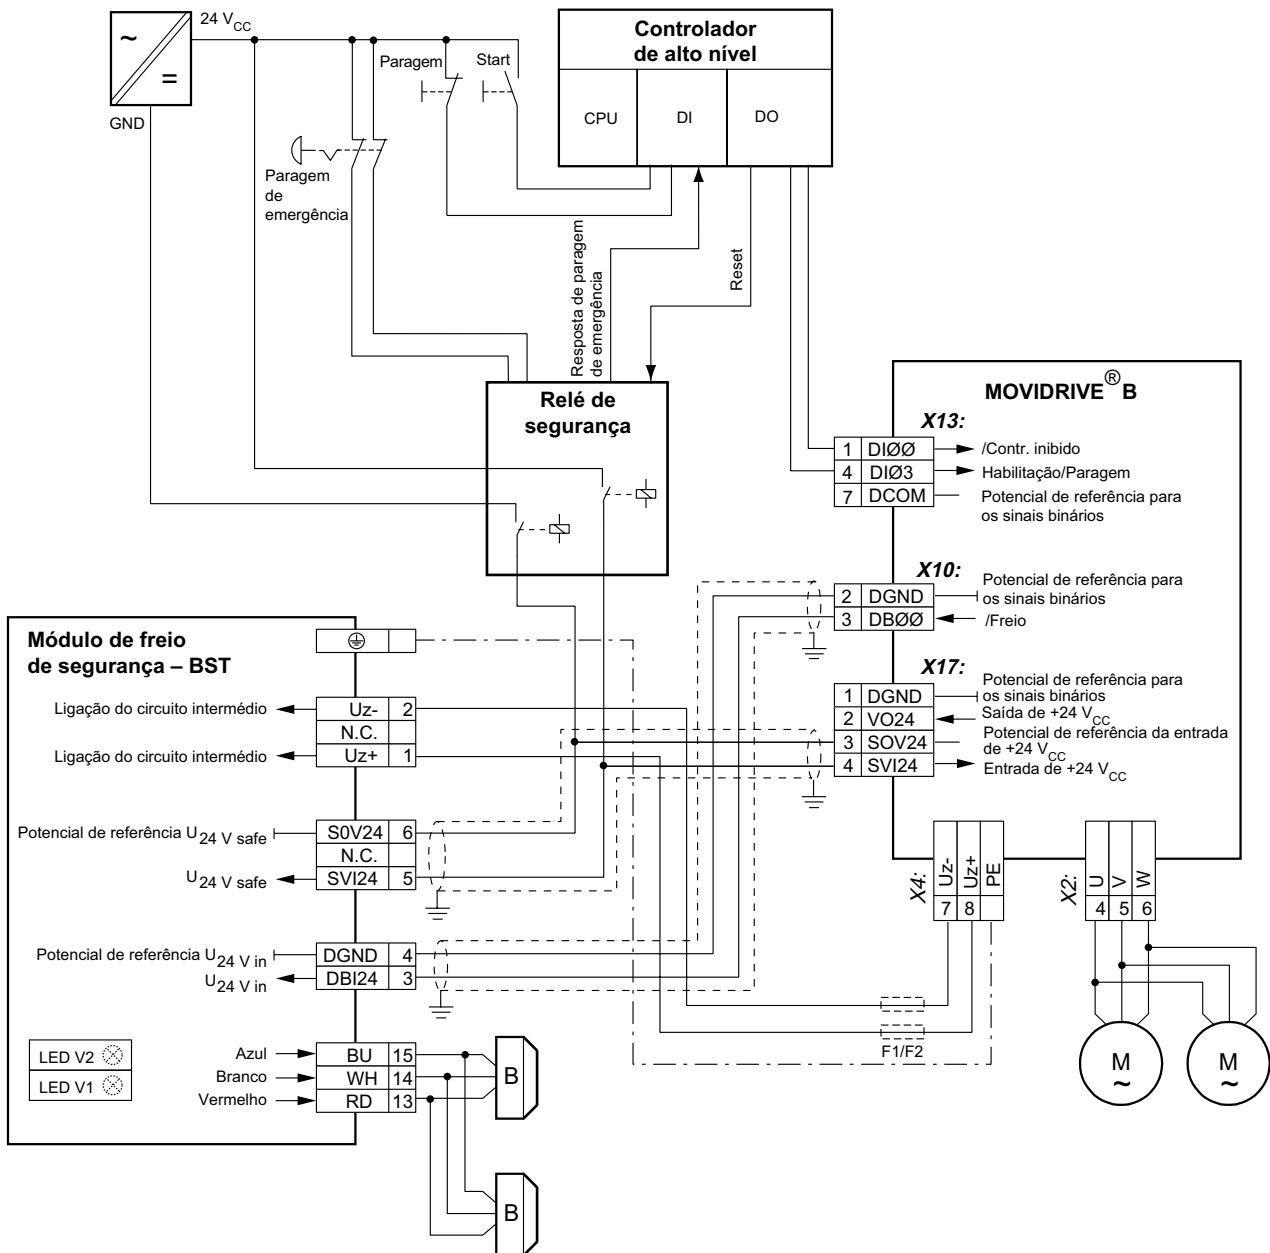 24 V CC
~
=
GND
Paragem
Start
Controlador
de alto nível
CPU
DI
DO
Paragem
de
emergência
Resposta de paragem
de emergência
Reset
Relé de
segurança
MOVIDRIVE® B
X13:
1 DIØØ /Contr. inibido
4 DIØ3 Habilitação/Paragem
7 DCOM Potencial de referência para
os sinais binários
X10:
2 DGND Potencial de referência para
os sinais binários
3 DBØØ /Freio
X17:
1 DGND Potencial de referência para
os sinais binários
2 VO24 Saída de +24 V CC
3 SOV24 Potencial de referência da entrada
de +24 V CC
4 SVI24 Entrada de +24 V CC
X4:
Uz- Uz+ PE
7 8
X2:
U V W
4 5 6
F1/F2
M
~
M
~
Módulo de freio
de segurança – BST
Ligação do circuito intermédio Uz- 2
N.C.
Ligação do circuito intermédio Uz+ 1
Potencial de referência U 24 V safe S0V24 6
N.C.
U 24 V safe SVI24 5
Potencial de referência U 24 V in DGND 4
U 24 V in DBI24 3
LED V2
LED V1
Azul BU 15
Branco WH 14
Vermelho RD 13
B
B